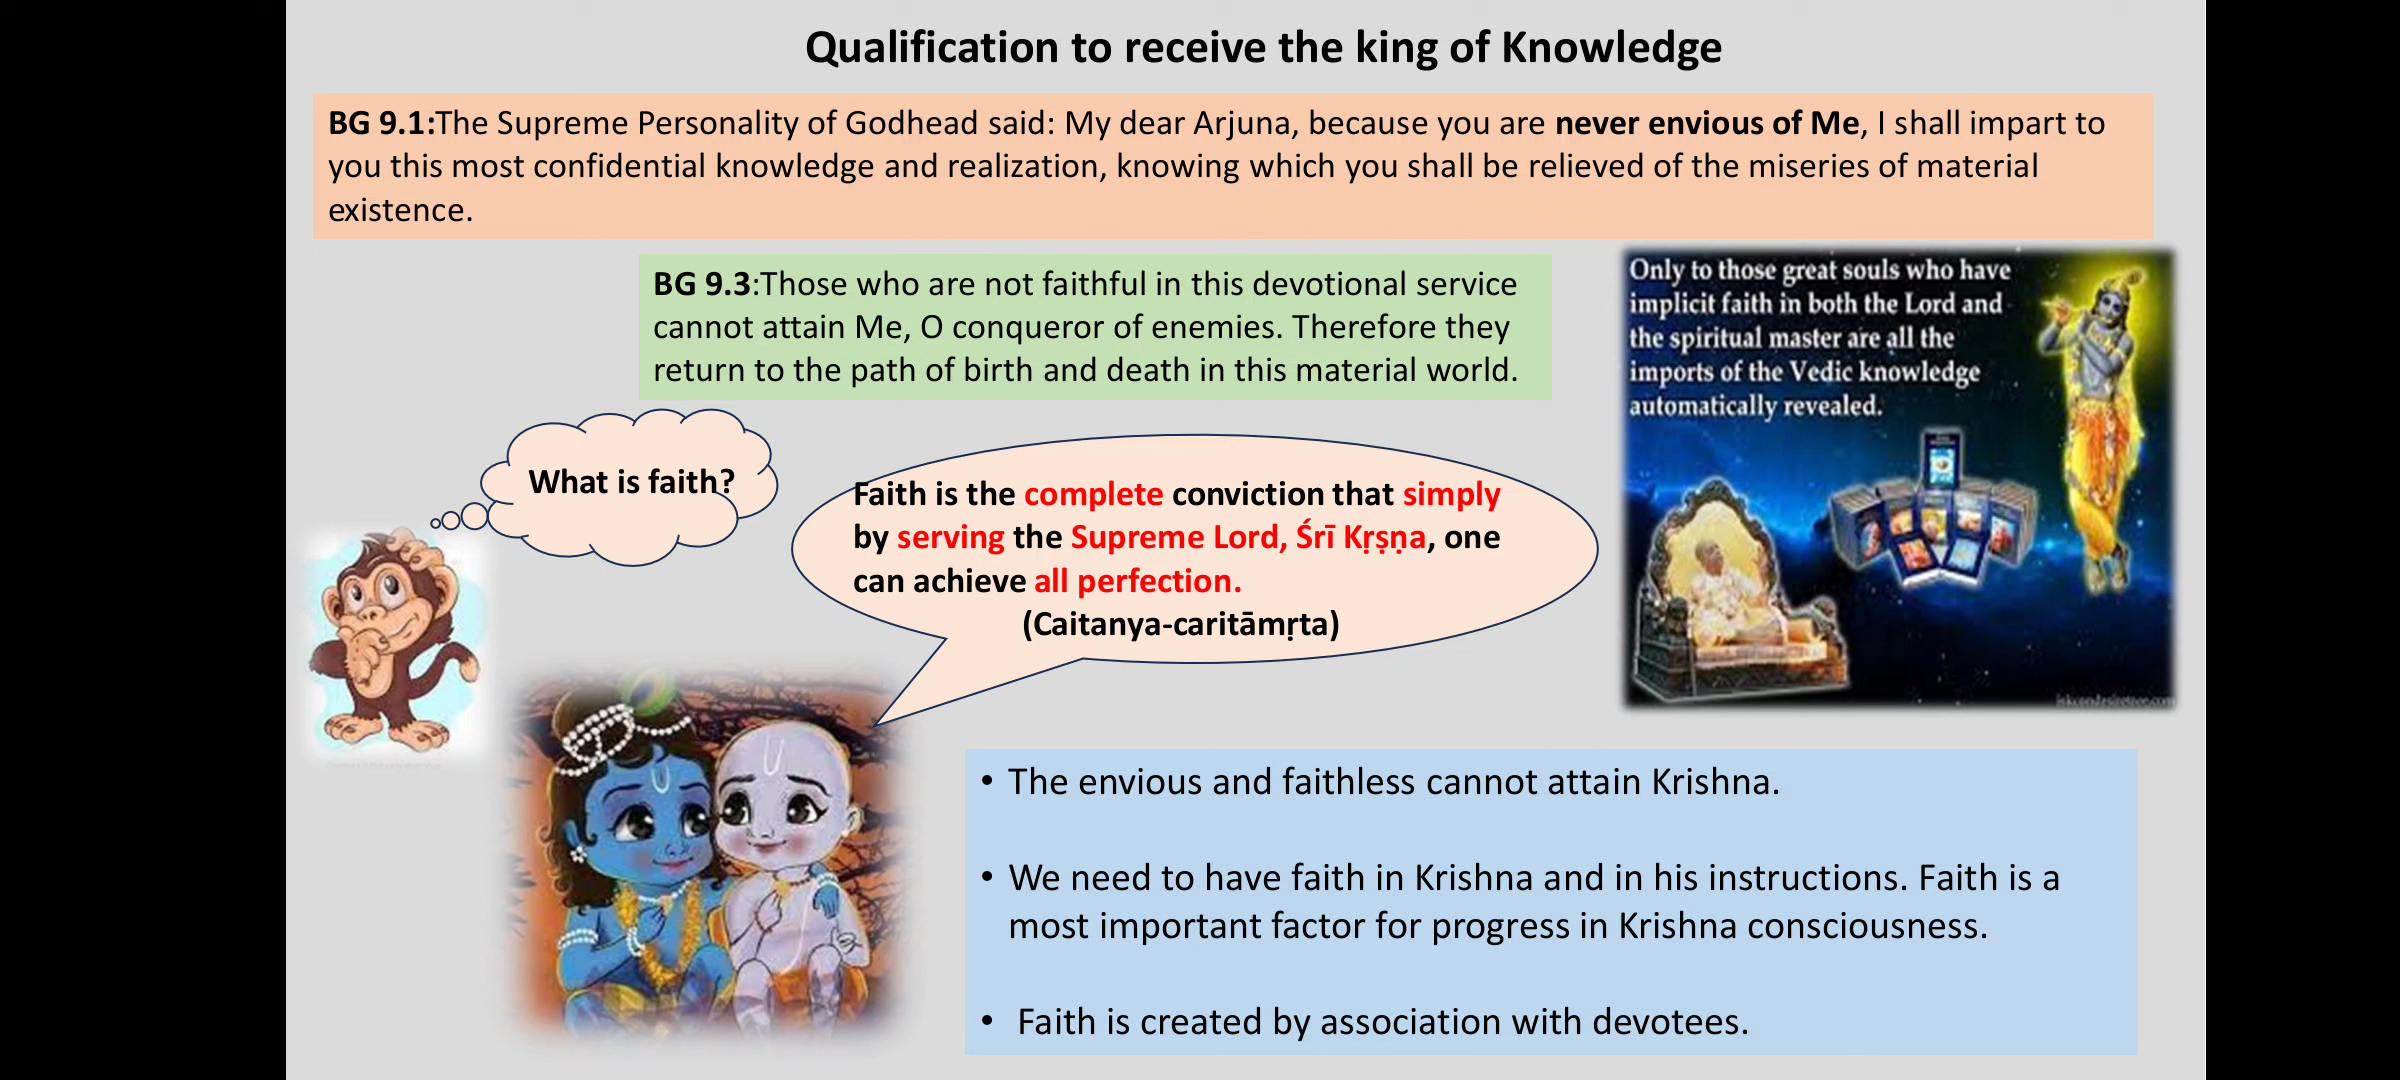 Qualification to receive the king of Knowledge
BG 9.1:The Supreme Personality of Godhead said: My dear Arjuna, because you are never envious of Me, I shall impart to
you this most confidential knowledge and realization, knowing which you shall be relieved of the miseries of material
existence.
BG 9.3:Those who are not faithful in this devotional service
cannot attain Me, O conqueror of enemies. Therefore they
return to the path of birth and death in this material world.
Only to those great souls who have
implicit faith in both the Lord and
the spiritual master are all the
imports of the Vedic knowledge
automatically revealed.
What is faith?
Faith is the complete conviction that simply
by serving the Supreme Lord, Śrī Kṛṣṇa, one
can achieve all perfection.
(Caitanya-caritāmṛta)
iskcondesiretree.com
• The envious and faithless cannot attain Krishna.
• We need to have faith in Krishna and in his instructions. Faith is a
most important factor for progress in Krishna consciousness.
• Faith is created by association with devotees.